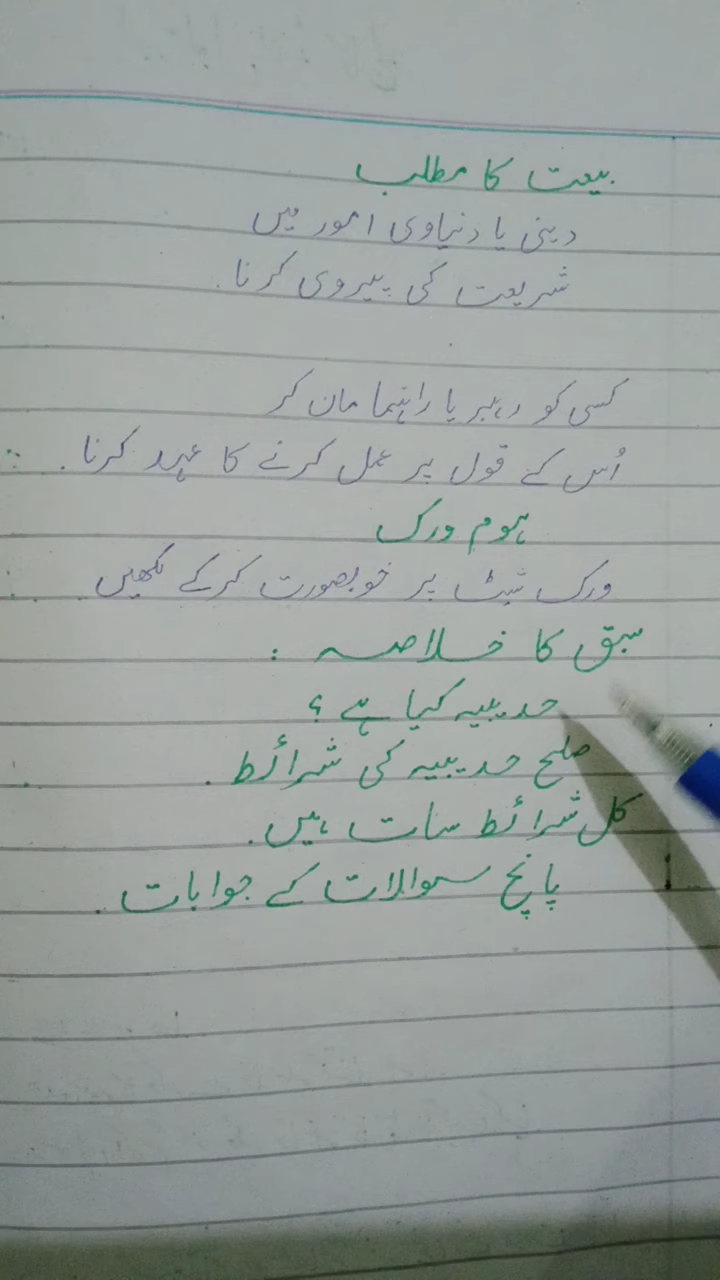 بیعت کا مطلب
دینی یا دنیاوی امور میں
شریعت کی پیروی کرنا.
کسی کو رہبر یا راہنما مان کر
اُس کے قول پر عمل کرنے کا عہد کرنا.
ہوم ورک
ورک شیٹ پر خوبصورت کرکے لکھیں
سبق کا خلاصہ :
حدیبیہ کیا ہے ؟
صلح حدیبیہ کی شرائط.
کل شرائط سات ہیں.
پانچ سوالات کے جوابات.